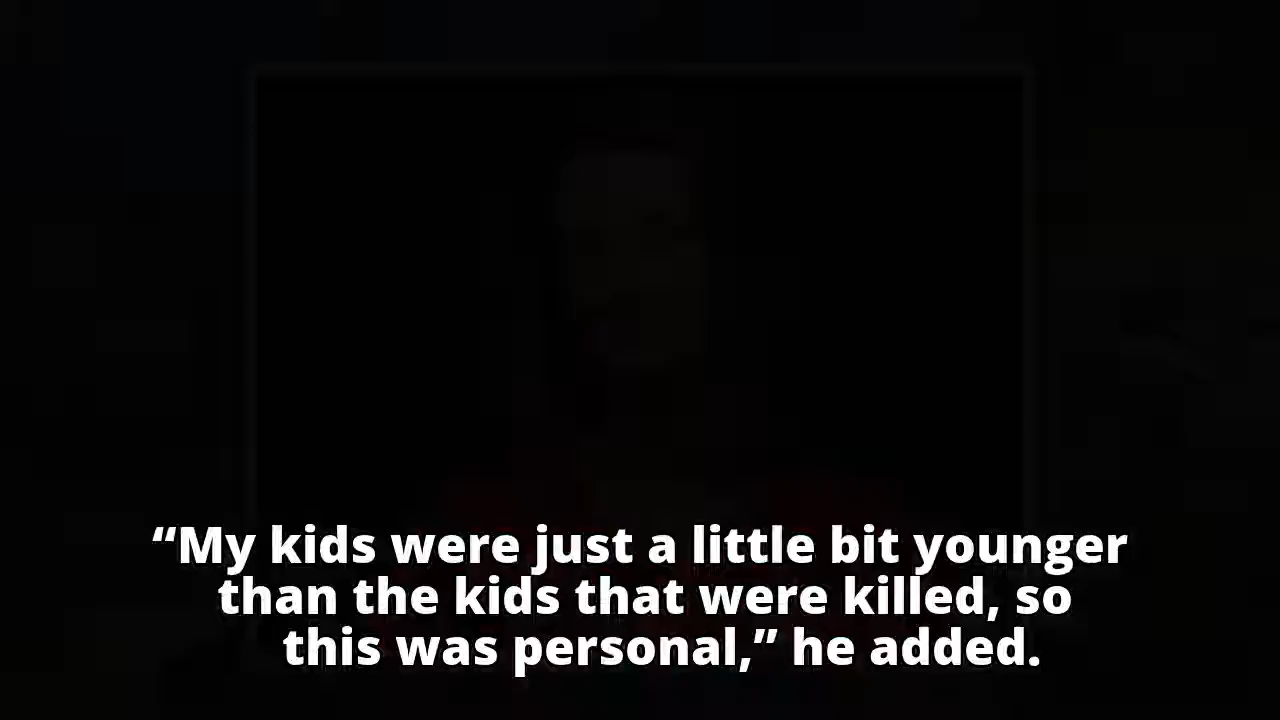 “My kids were just a little bit younger
than the kids that were killed, so
this was personal,” he added.